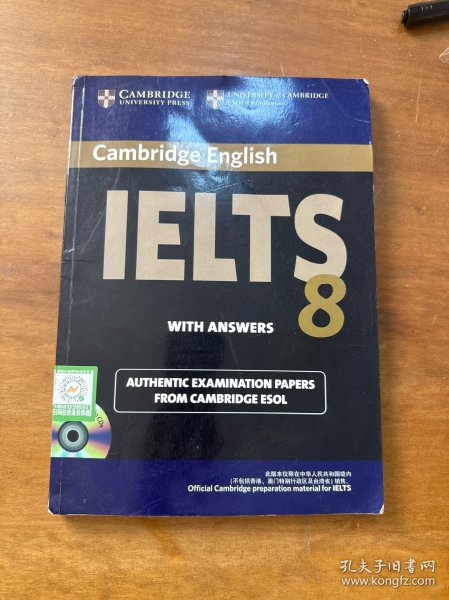 CAMBRIDGE
UNIVERSITY PRESS
UNIVERSITY of CAMBRIDGE
ESOL Examinations
Cambridge English
IELTS
8
WITH ANSWERS
AUTHENTIC EXAMINATION PAPERS
FROM CAMBRIDGE ESOL
CDs
此版本仅限在中华人民共和国境内
(不包括香港、澳门特别行政区及台湾省)销售。
Official Cambridge preparation material for IELTS
孔夫子旧书网
www.kongfz.com